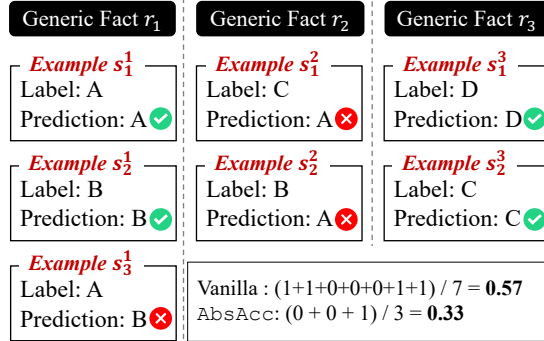 Generic Fact r₁
Generic Fact r₂
Generic Fact r₃
Example s₁¹
Label: A
Prediction: A
Example s₁²
Label: C
Prediction: A
Example s₁³
Label: D
Prediction: D
Example s₂¹
Label: B
Prediction: B
Example s₂²
Label: B
Prediction: A
Example s₂³
Label: C
Prediction: C
Example s₃¹
Label: A
Prediction: B
Vanilla : (1+1+0+0+0+1+1) / 7 = 0.57
AbsAcc: (0 + 0 + 1) / 3 = 0.33